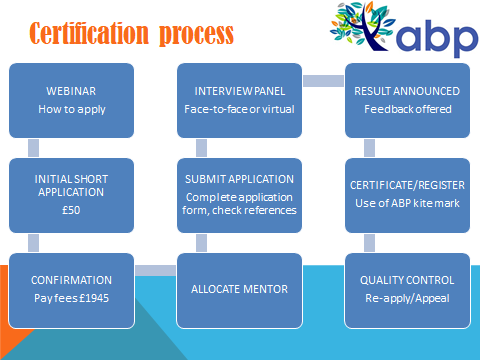 Certification process
abp
WEBINAR
How to apply
INITIAL SHORT
APPLICATION
£50
CONFIRMATION
Pay fees £1945
ALLOCATE MENTOR
SUBMIT APPLICATION
Complete application
form, check references
INTERVIEW PANEL
Face-to-face or virtual
RESULT ANNOUNCED
Feedback offered
CERTIFICATE/REGISTER
Use of ABP kite mark
QUALITY CONTROL
Re-apply/Appeal